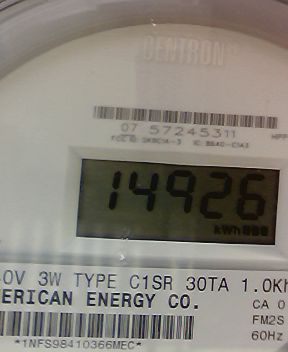 CENTRON
07 57245311
14926
kWh
0V 3W TYPE C1SR 30TA 1.0Kh
ERICAN ENERGY CO.
CA 0
FM2S
60Hz
*1NFS98410366MEC*